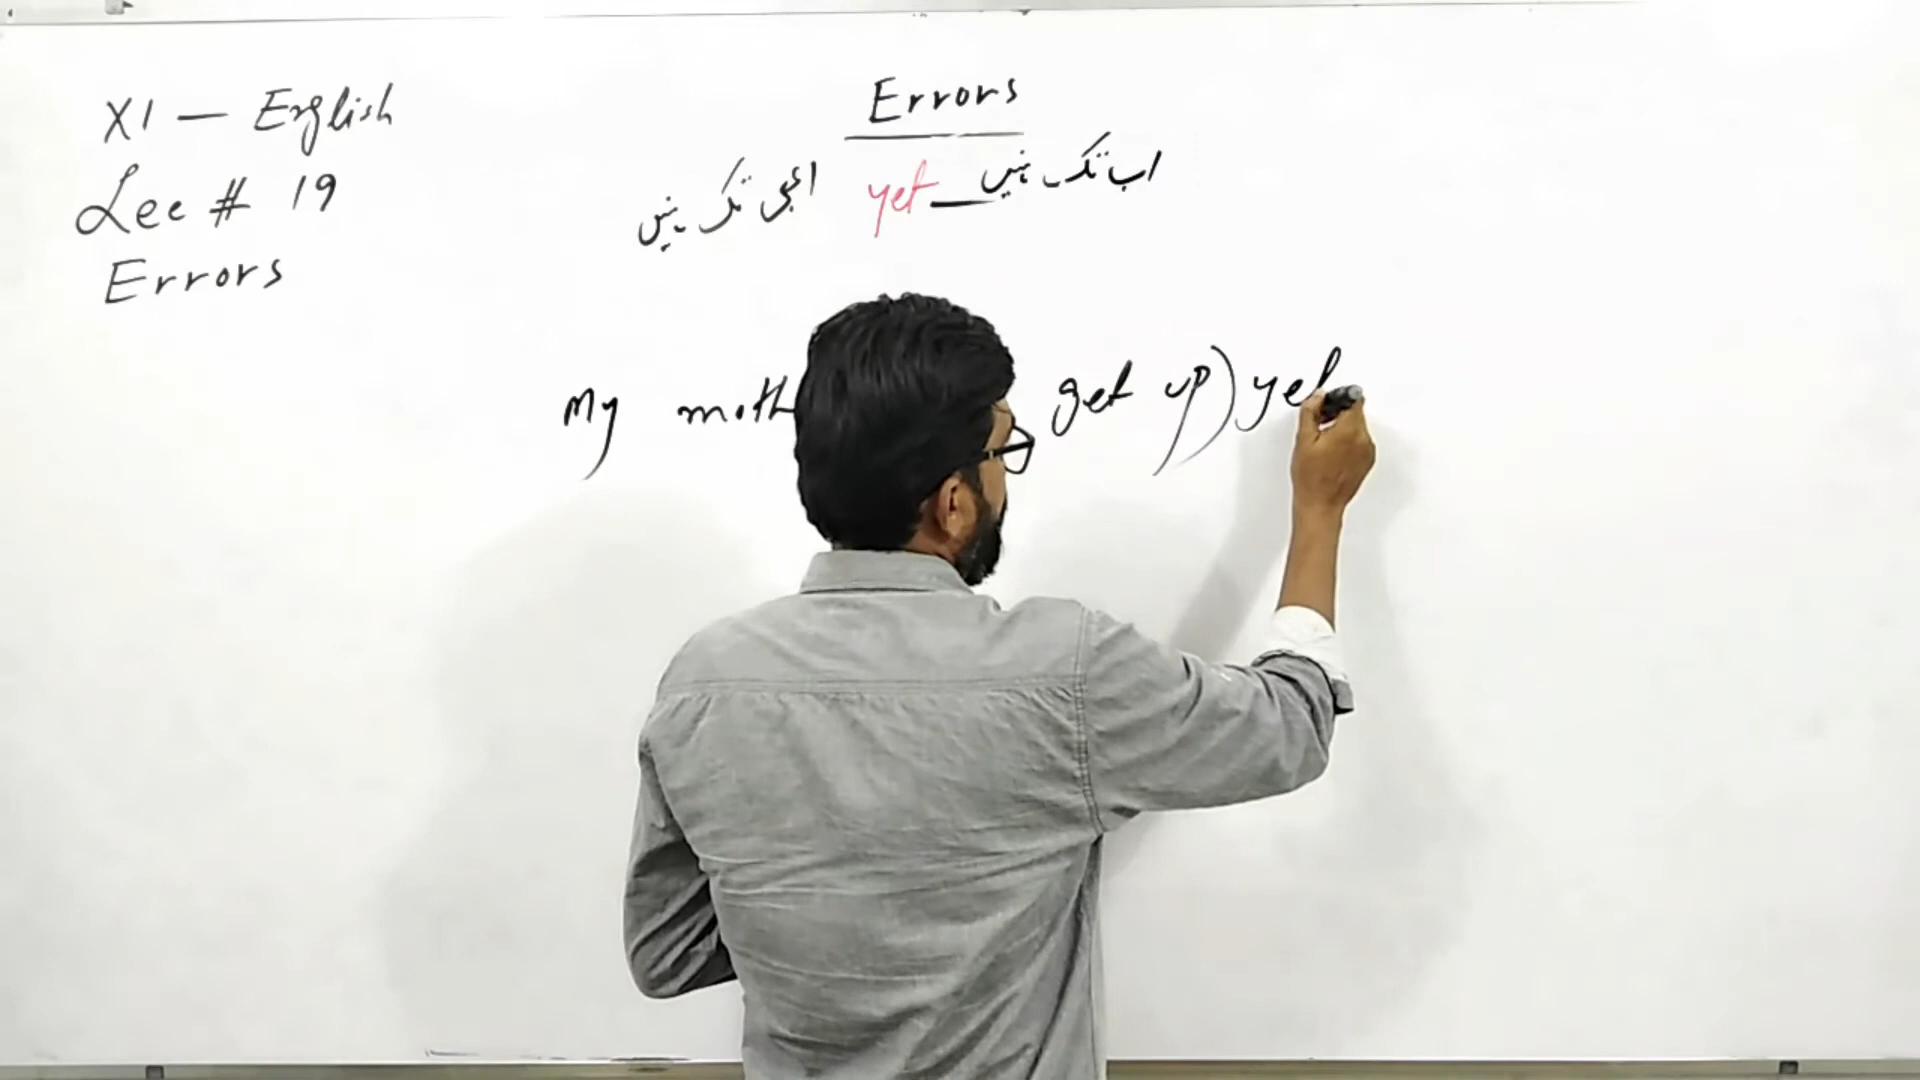 XI — English
Lec # 19
Errors
Errors
ابھی تک نہیں yet — اب تک نہیں
My moth get up) yet